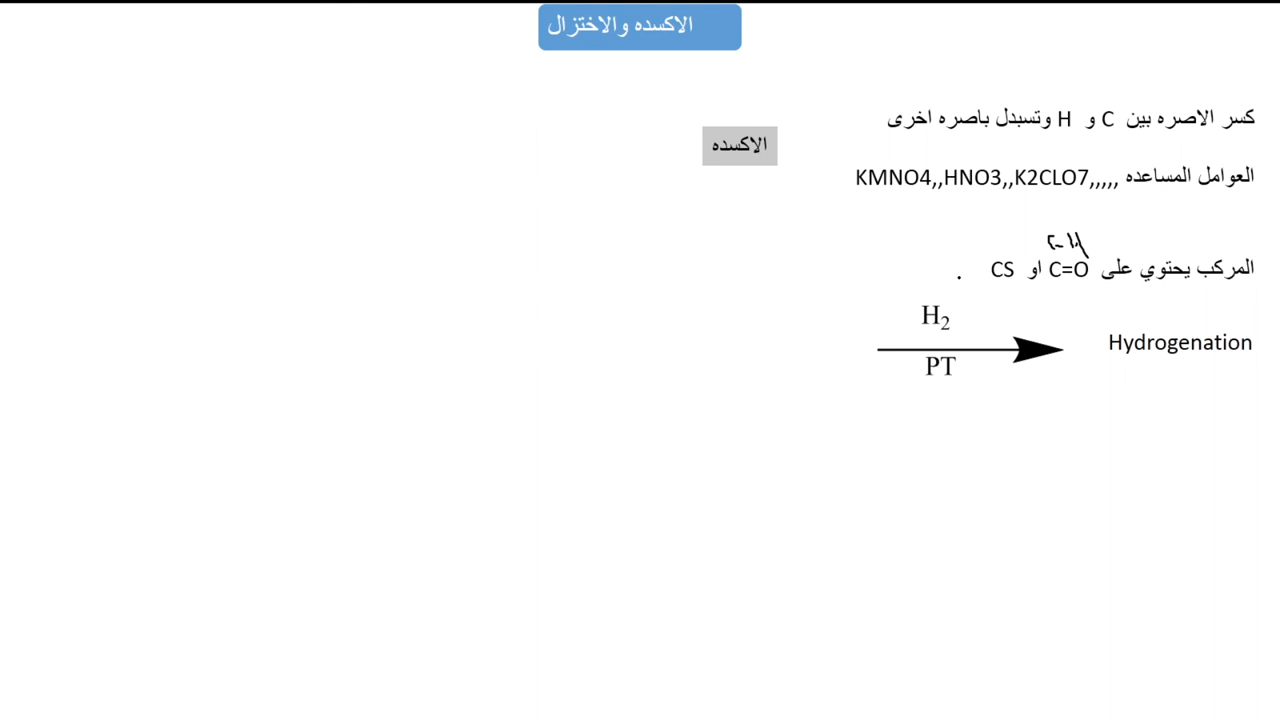 الاكسده والاختزال
كسر الاصره بين C و H وتسبدل باصره اخرى
الاكسده
العوامل المساعده KMNO4,,HNO3,,K2CLO7,,,,,
المركب يحتوي على C=O او CS .
H2
PT
Hydrogenation